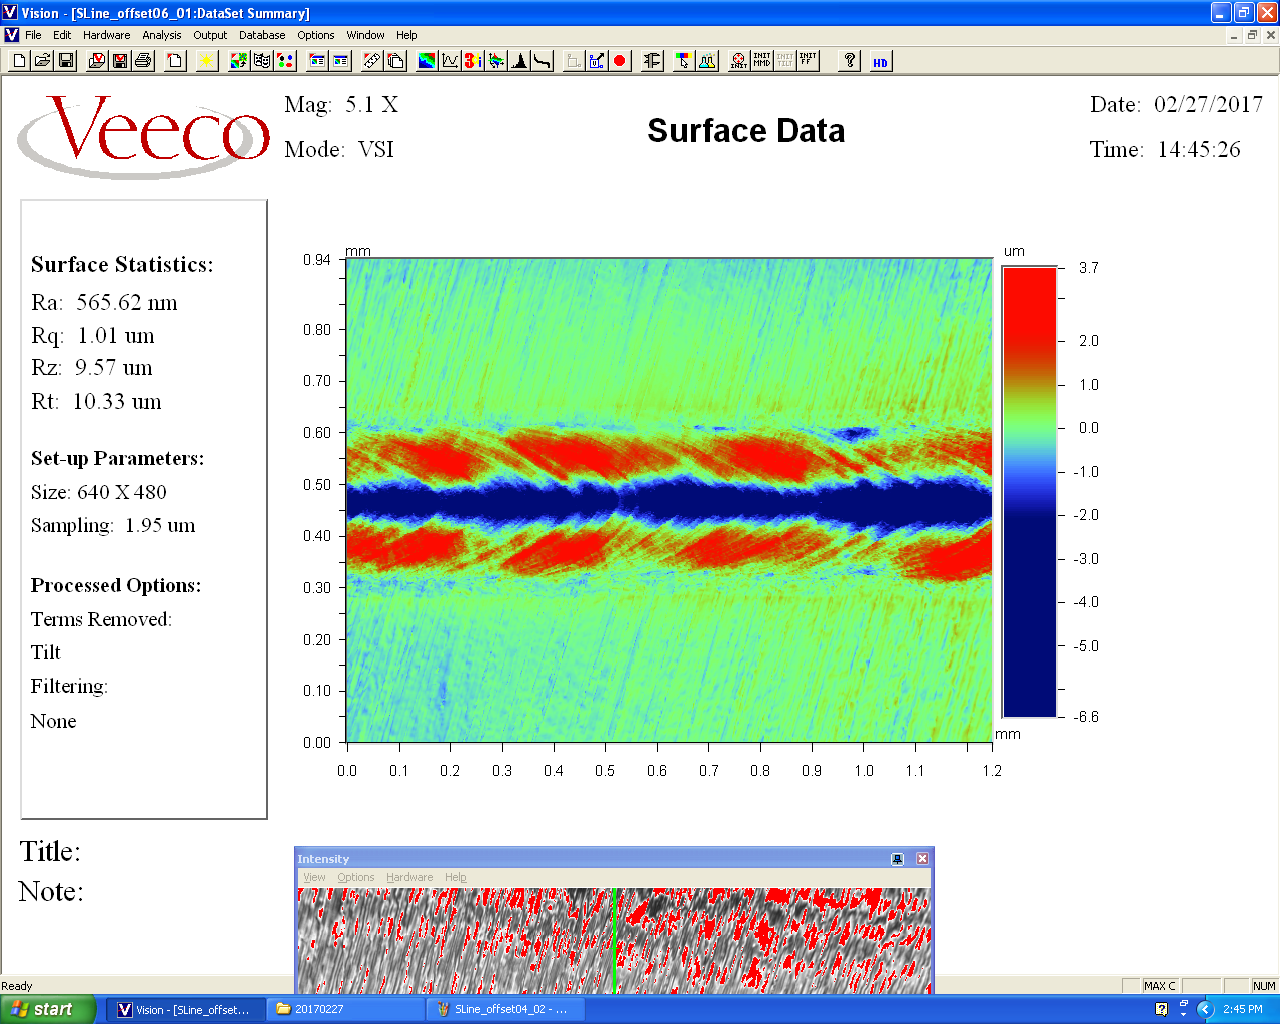 Vision - [SLine_offset06_01:DataSet Summary]
File Edit Hardware Analysis Output Database Options Window Help
INIT INIT MMD INIT TILT INIT FF ? HD
Veeco
Mag: 5.1 X
Mode: VSI
Surface Data
Date: 02/27/2017
Time: 14:45:26
Surface Statistics:
Ra: 565.62 nm
Rq: 1.01 um
Rz: 9.57 um
Rt: 10.33 um
Set-up Parameters:
Size: 640 X 480
Sampling: 1.95 um
Processed Options:
Terms Removed:
Tilt
Filtering:
None
mm
0.94
0.80
0.70
0.60
0.50
0.40
0.30
0.20
0.10
0.00
0.0 0.1 0.2 0.3 0.4 0.5 0.6 0.7 0.8 0.9 1.0 1.1 1.2
mm
um
3.7
2.0
1.0
0.0
-1.0
-2.0
-3.0
-4.0
-5.0
-6.6
Title:
Note:
Intensity
View Options Hardware Help
Ready
MAX C NUM
start
Vision - [SLine_offset...
20170227
SLine_offset04_02 - ...
2:45 PM